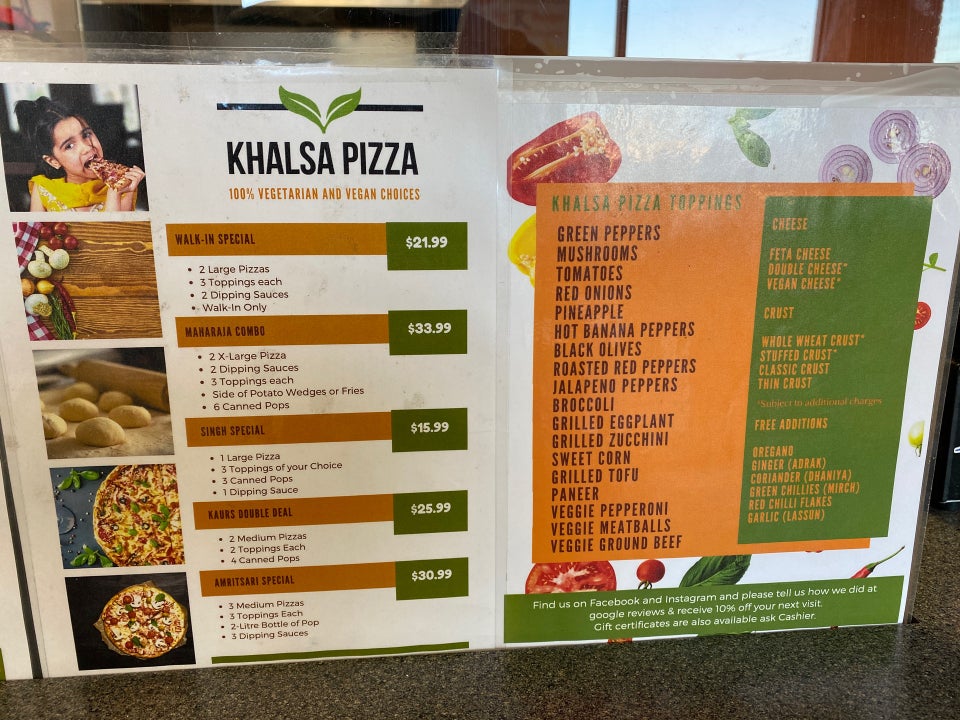 KHALSA PIZZA
100% VEGETARIAN AND VEGAN CHOICES
WALK-IN SPECIAL $21.99
• 2 Large Pizzas
• 3 Toppings each
• 2 Dipping Sauces
• Walk-In Only
MAHARAJA COMBO $33.99
• 2 X-Large Pizza
• 2 Dipping Sauces
• 3 Toppings each
• Side of Potato Wedges or Fries
• 6 Canned Pops
SINGH SPECIAL $15.99
• 1 Large Pizza
• 3 Toppings of your Choice
• 3 Canned Pops
• 1 Dipping Sauce
KAURS DOUBLE DEAL $25.99
• 2 Medium Pizzas
• 2 Toppings Each
• 4 Canned Pops
AMRITSARI SPECIAL $30.99
• 3 Medium Pizzas
• 3 Toppings Each
• 2-Litre Bottle of Pop
• 3 Dipping Sauces
KHALSA PIZZA TOPPINGS
GREEN PEPPERS
MUSHROOMS
TOMATOES
RED ONIONS
PINEAPPLE
HOT BANANA PEPPERS
BLACK OLIVES
ROASTED RED PEPPERS
JALAPENO PEPPERS
BROCCOLI
GRILLED EGGPLANT
GRILLED ZUCCHINI
SWEET CORN
GRILLED TOFU
PANEER
VEGGIE PEPPERONI
VEGGIE MEATBALLS
VEGGIE GROUND BEEF
CHEESE
FETA CHEESE
DOUBLE CHEESE*
VEGAN CHEESE*
CRUST
WHOLE WHEAT CRUST*
STUFFED CRUST*
CLASSIC CRUST
THIN CRUST
*Subject to additional charges
FREE ADDITIONS
OREGANO
GINGER (ADRAK)
CORIANDER (DHANIYA)
GREEN CHILLIES (MIRCH)
RED CHILLI FLAKES
GARLIC (LASSUN)
Find us on Facebook and Instagram and please tell us how we did at
google reviews & receive 10% off your next visit.
Gift certificates are also available ask Cashier.